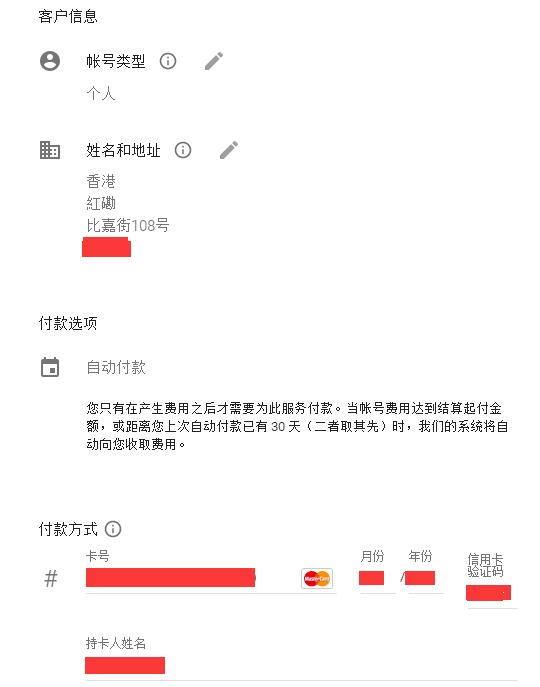 客户信息
帐号类型
个人
姓名和地址
香港
紅磡
比嘉街108号
付款选项
自动付款
您只有在产生费用之后才需要为此服务付款。当帐号费用达到结算起付金
额，或距离您上次自动付款已有 30 天（二者取其先）时，我们的系统将自
动向您收取费用。
付款方式
卡号 月份 年份 信用卡
验证码
# MasterCard /
持卡人姓名